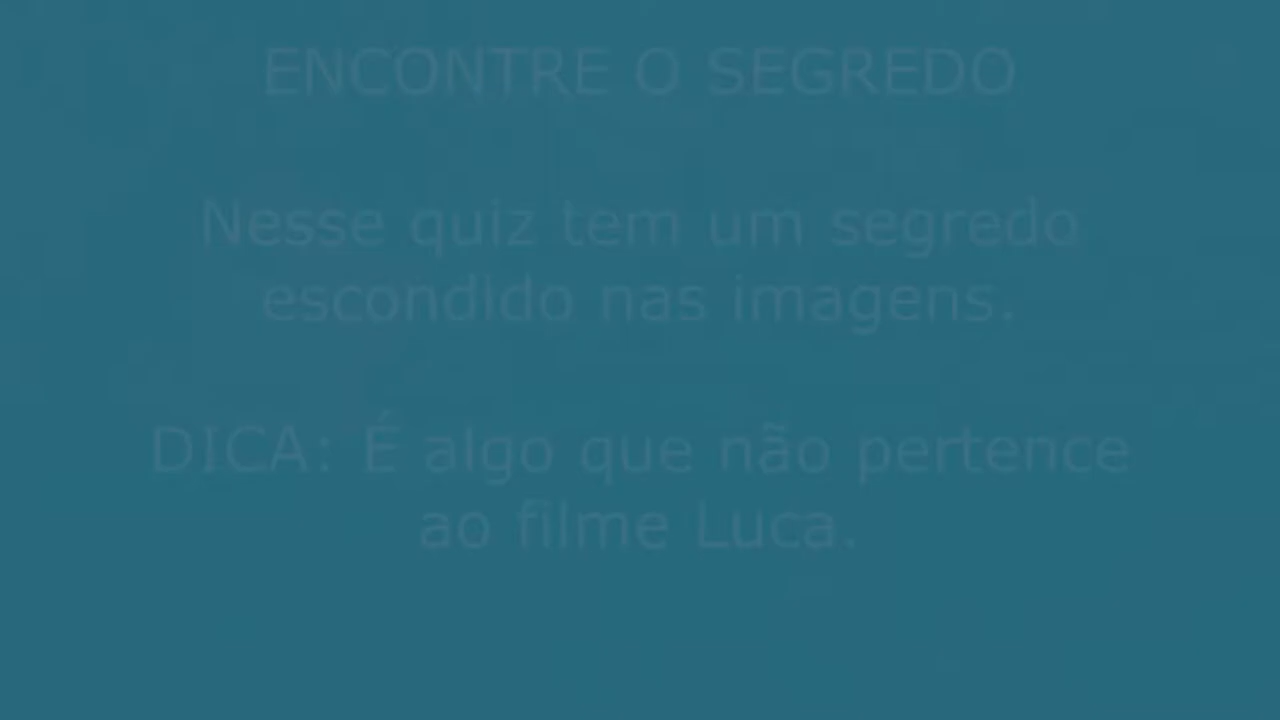 ENCONTRE O SEGREDO
Nesse quiz tem um segredo
escondido nas imagens.
DICA: É algo que não pertence
ao filme Luca.